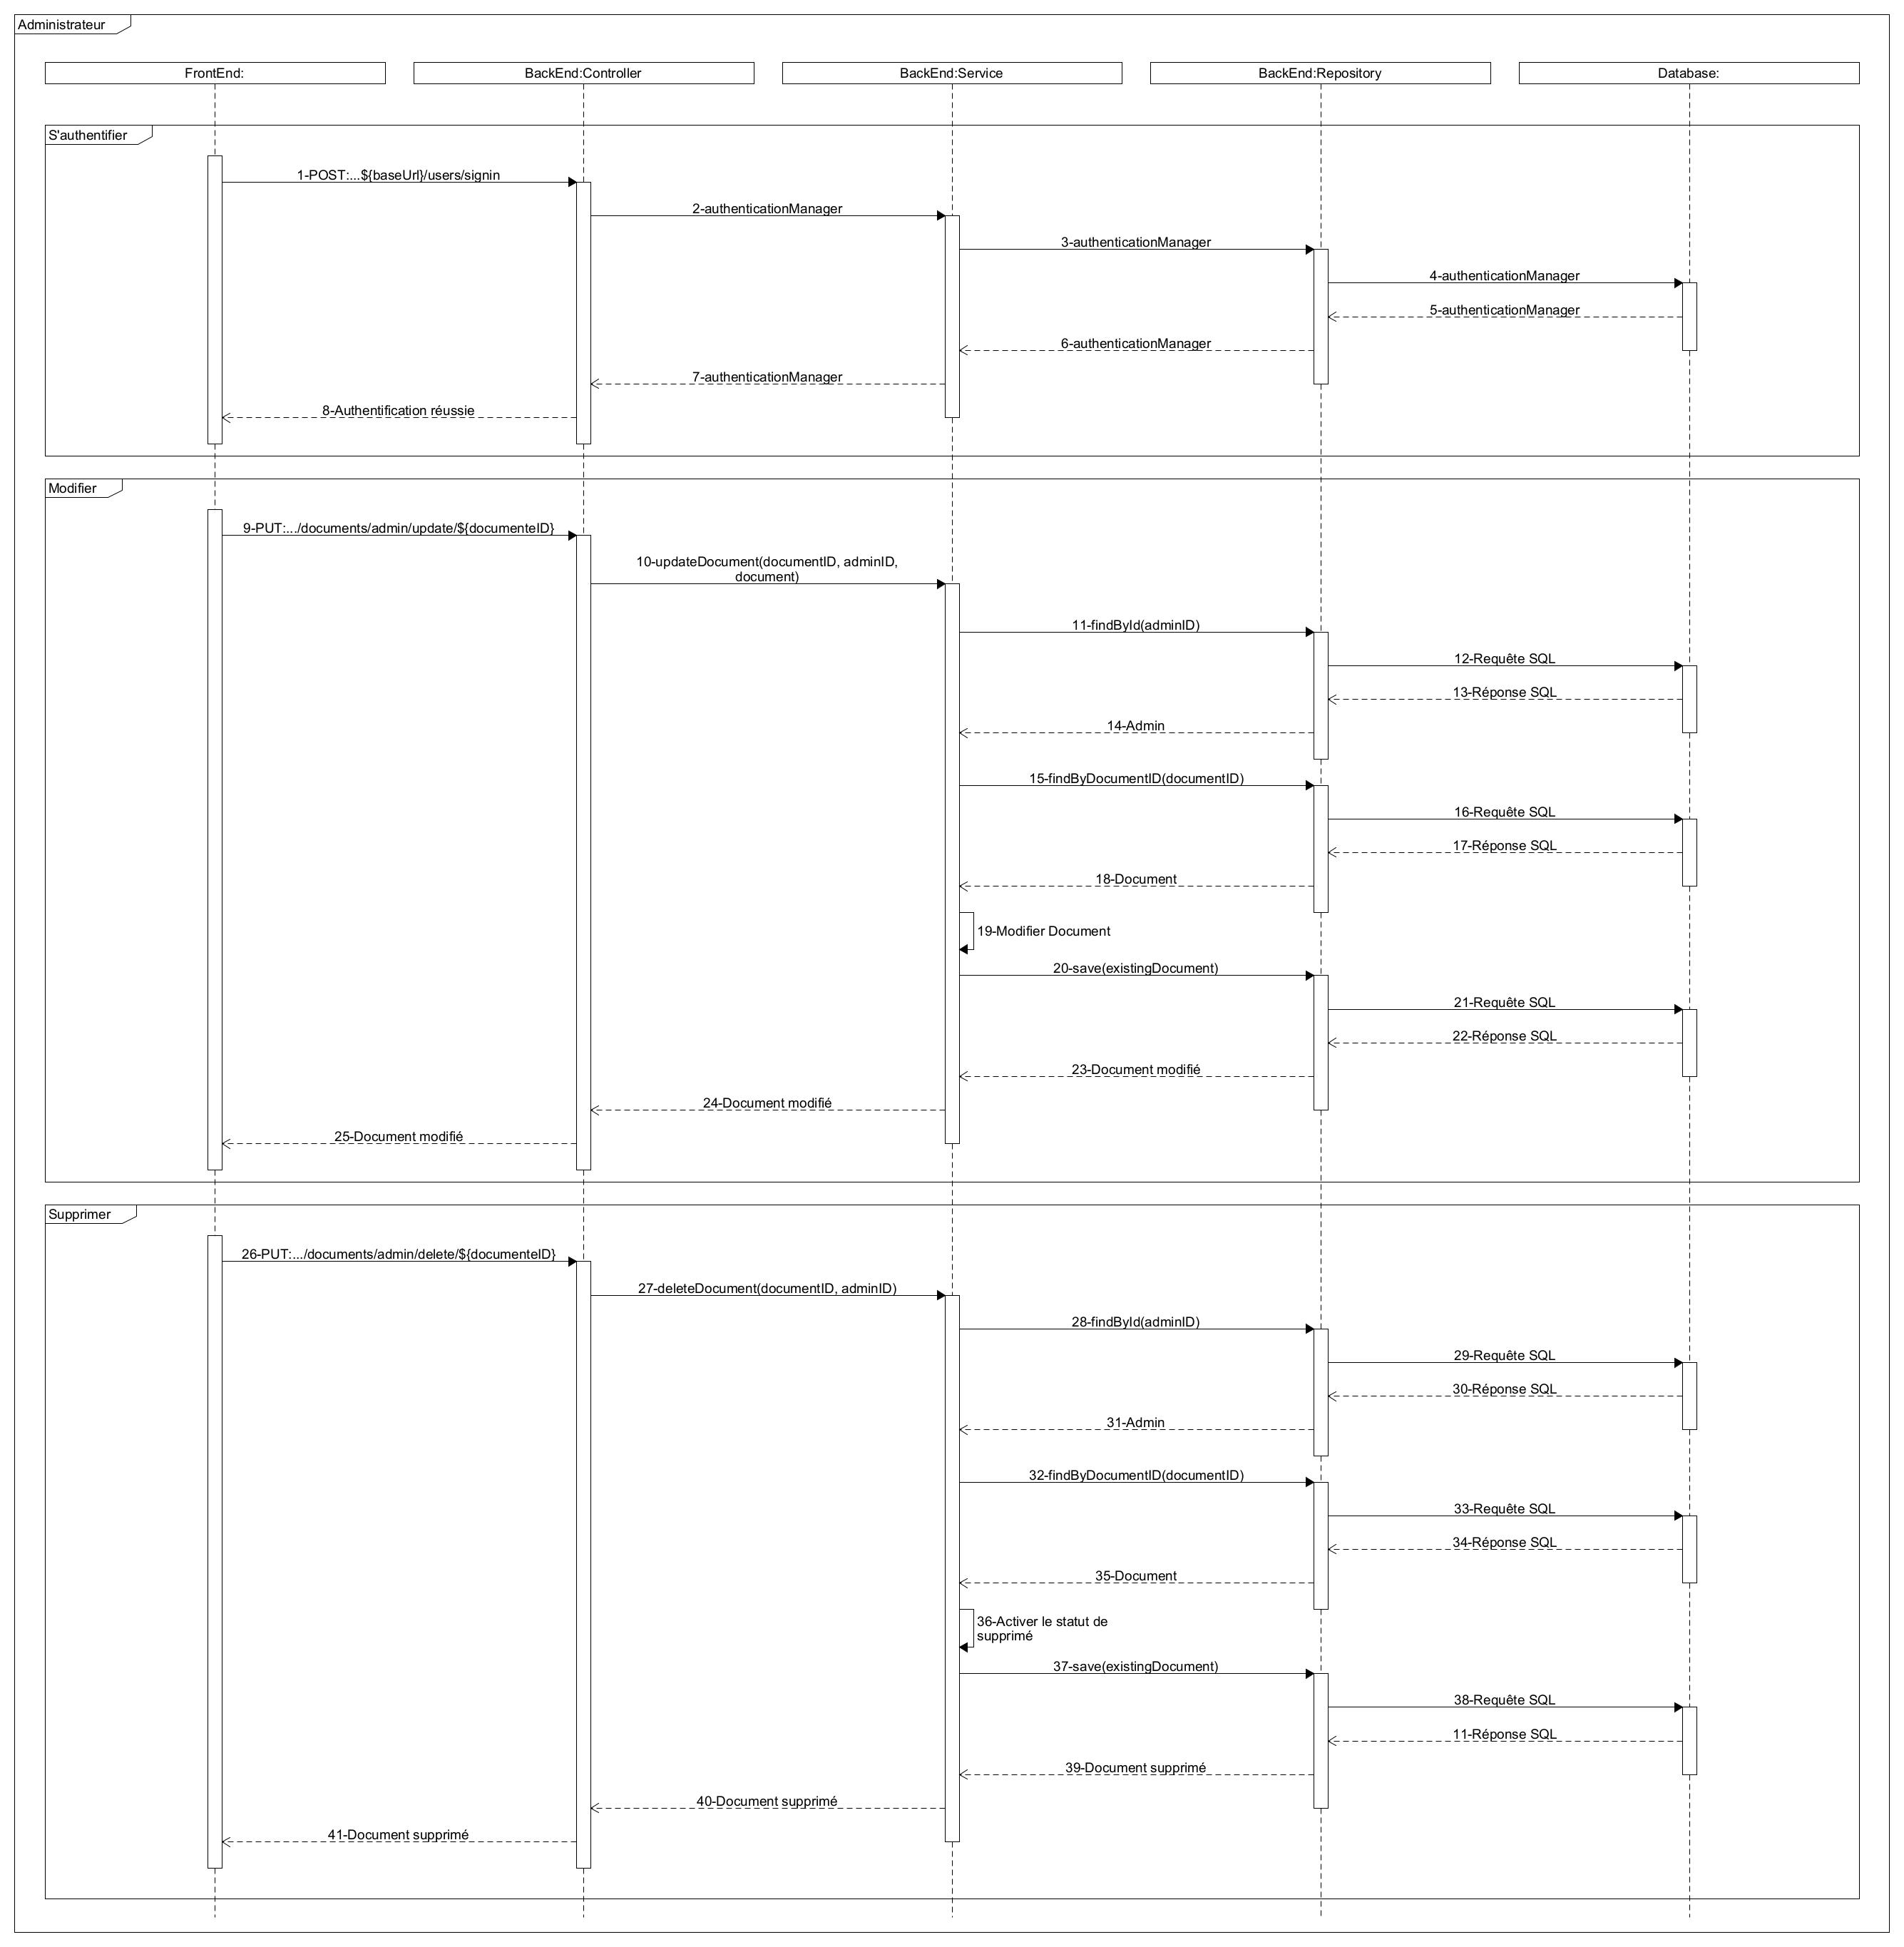 Administrateur
FrontEnd:
BackEnd:Controller
BackEnd:Service
BackEnd:Repository
Database:
S'authentifier
1-POST:...${baseUrl}/users/signin
2-authenticationManager
3-authenticationManager
4-authenticationManager
5-authenticationManager
6-authenticationManager
7-authenticationManager
8-Authentification réussie
Modifier
9-PUT:.../documents/admin/update/${documenteID}
10-updateDocument(documentID, adminID,
document)
11-findById(adminID)
12-Requête SQL
13-Réponse SQL
14-Admin
15-findByDocumentID(documentID)
16-Requête SQL
17-Réponse SQL
18-Document
19-Modifier Document
20-save(existingDocument)
21-Requête SQL
22-Réponse SQL
23-Document modifié
24-Document modifié
25-Document modifié
Supprimer
26-PUT:.../documents/admin/delete/${documenteID}
27-deleteDocument(documentID, adminID)
28-findById(adminID)
29-Requête SQL
30-Réponse SQL
31-Admin
32-findByDocumentID(documentID)
33-Requête SQL
34-Réponse SQL
35-Document
36-Activer le statut de
supprimé
37-save(existingDocument)
38-Requête SQL
11-Réponse SQL
39-Document supprimé
40-Document supprimé
41-Document supprimé